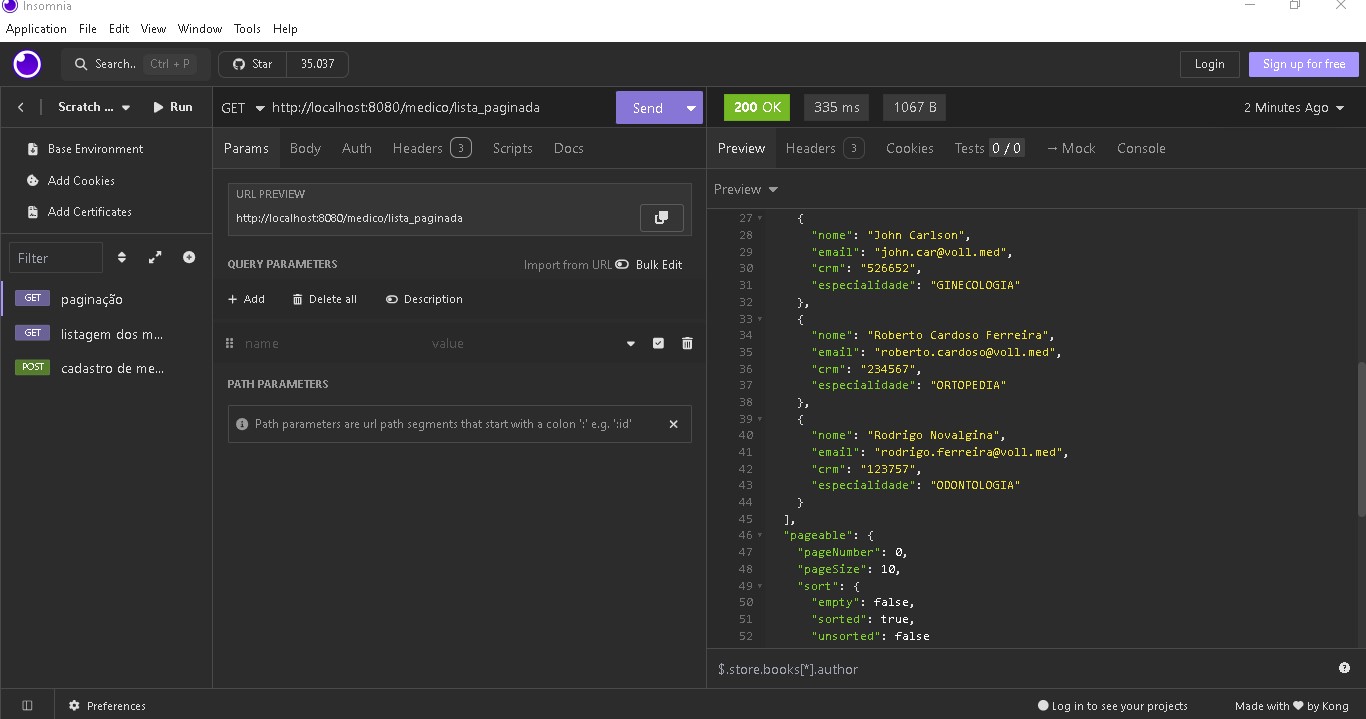 Insomnia
Application File Edit View Window Tools Help
Search.. Ctrl + P
Star 35.037
Login
Sign up for free
Scratch ...
Run
GET http://localhost:8080/medico/lista_paginada
Send
200 OK
335 ms
1067 B
2 Minutes Ago
Base Environment
Add Cookies
Add Certificates
Filter
GET paginação
GET listagem dos m...
POST cadastro de me...
Params Body Auth Headers 3 Scripts Docs
URL PREVIEW
http://localhost:8080/medico/lista_paginada
QUERY PARAMETERS
Import from URL Bulk Edit
+ Add Delete all Description
name value
PATH PARAMETERS
Path parameters are url path segments that start with a colon ':' e.g. ':id'
Preview Headers 3 Cookies Tests 0 / 0 → Mock Console
Preview
27 {
28 "nome": "John Carlson",
29 "email": "john.car@voll.med",
30 "crm": "526652",
31 "especialidade": "GINECOLOGIA"
32 },
33 {
34 "nome": "Roberto Cardoso Ferreira",
35 "email": "roberto.cardoso@voll.med",
36 "crm": "234567",
37 "especialidade": "ORTOPEDIA"
38 },
39 {
40 "nome": "Rodrigo Novalgina",
41 "email": "rodrigo.ferreira@voll.med",
42 "crm": "123757",
43 "especialidade": "ODONTOLOGIA"
44 }
45 ],
46 "pageable": {
47 "pageNumber": 0,
48 "pageSize": 10,
49 "sort": {
50 "empty": false,
51 "sorted": true,
52 "unsorted": false
$.store.books[*].author
Preferences
Log in to see your projects
Made with ♥ by Kong